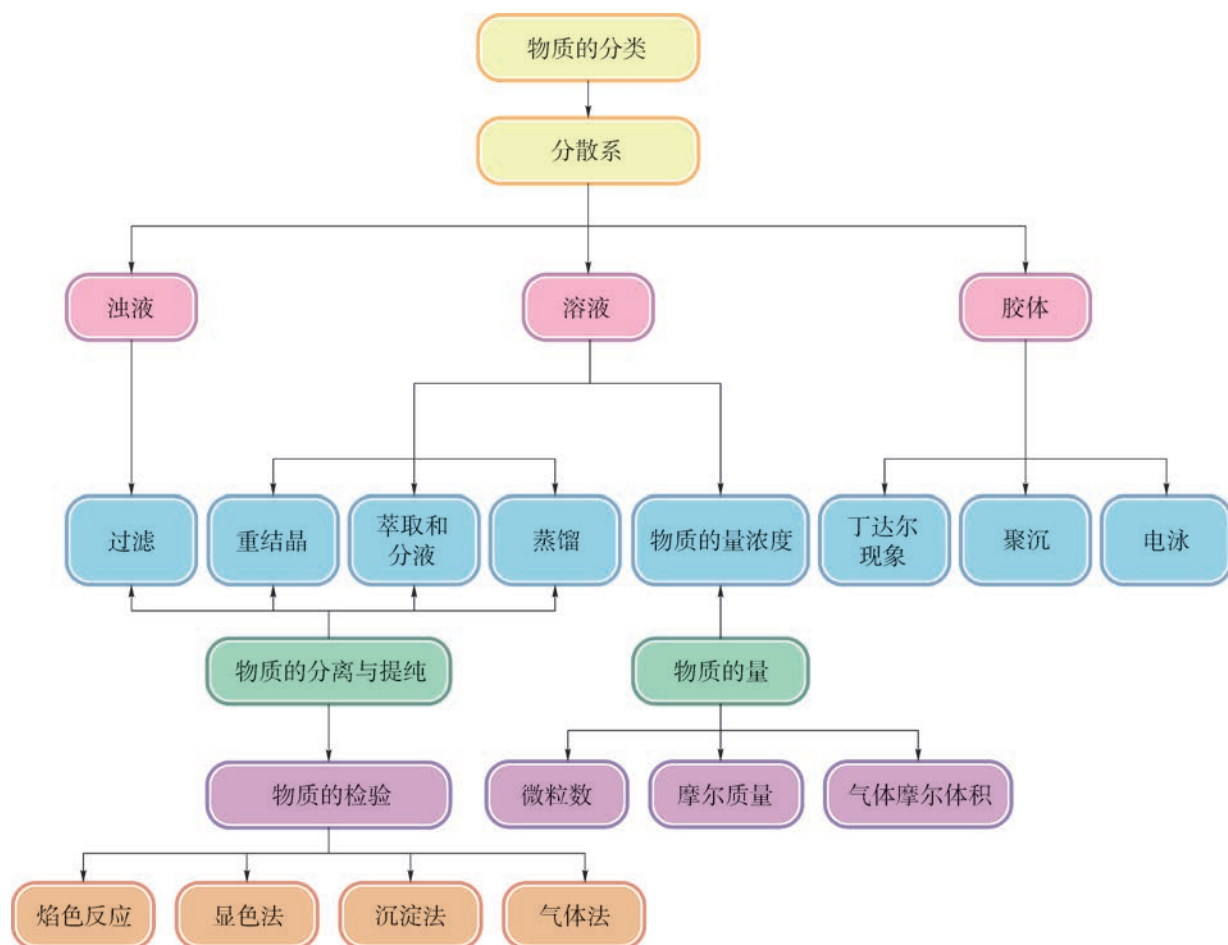 物质的分类
分散系
浊液
溶液
胶体
过滤
重结晶
萃取和
分液
蒸馏
物质的量浓度
丁达尔
现象
聚沉
电泳
物质的分离与提纯
物质的量
物质的检验
微粒数
摩尔质量
气体摩尔体积
焰色反应
显色法
沉淀法
气体法